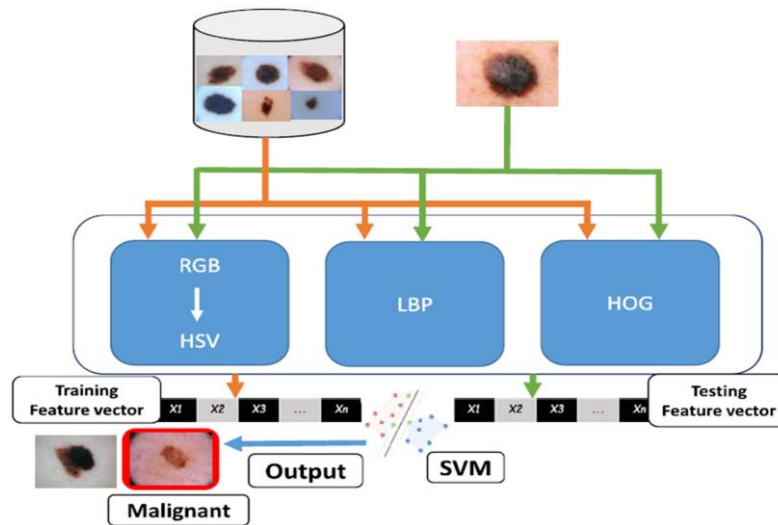 RGB
HSV
LBP
HOG
Training
Feature vector
X1 X2 X3 ... Xn
X1 X2 X3 ... Xn
Testing
Feature vector
Output
SVM
Malignant